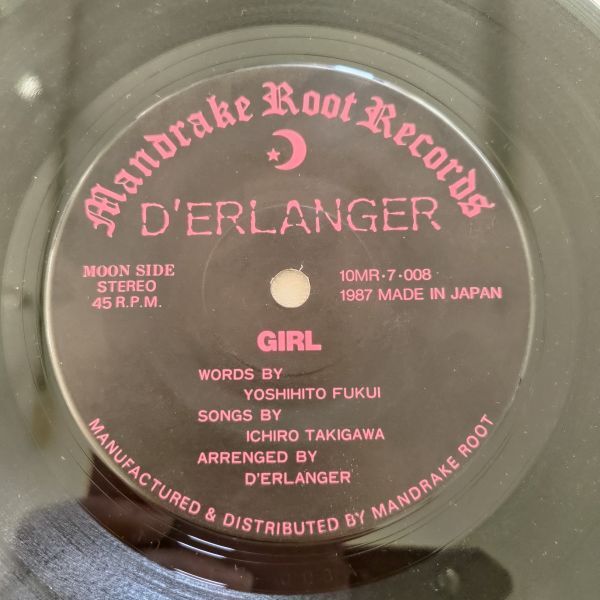 Mandrake Root Records
D'ERLANGER
MOON SIDE
STEREO
45 R.P.M.
10MR·7·008
1987 MADE IN JAPAN
GIRL
WORDS BY
YOSHIHITO FUKUI
SONGS BY
ICHIRO TAKIGAWA
ARRENGED BY
D'ERLANGER
MANUFACTURED & DISTRIBUTED BY MANDRAKE ROOT